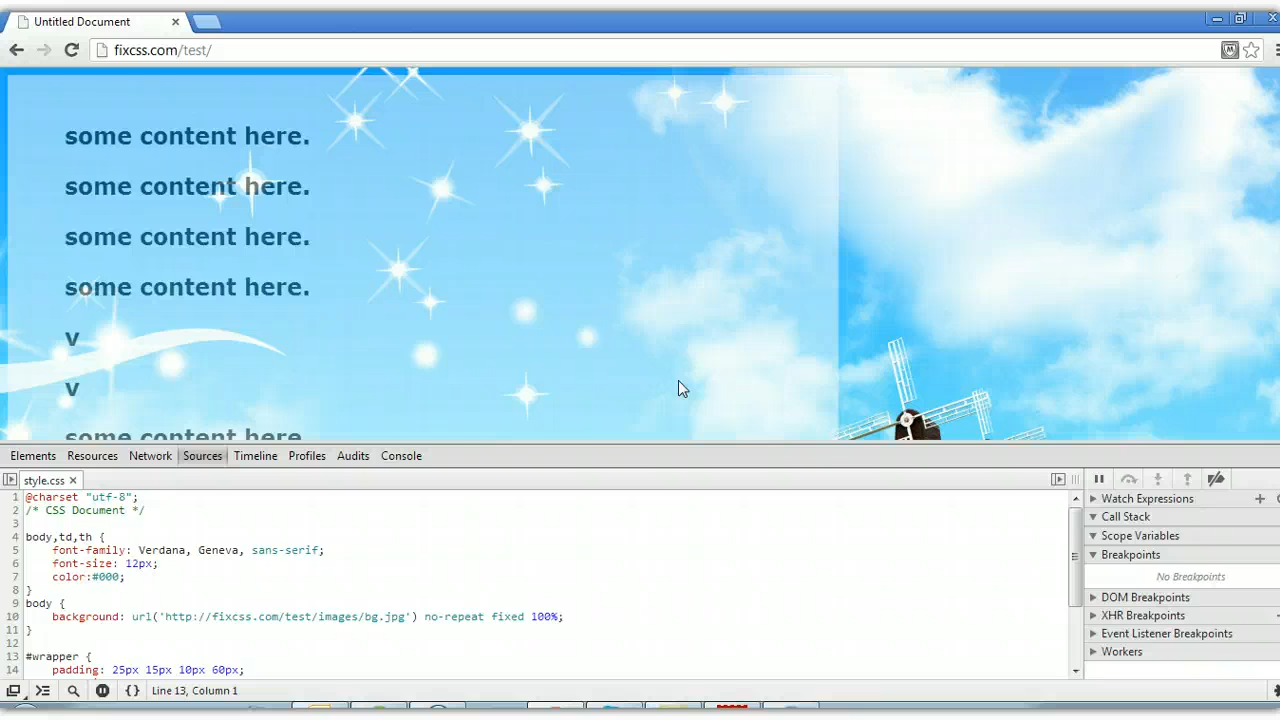 Untitled Document
fixcss.com/test/
some content here.
some content here.
some content here.
some content here.
v
v
some content here.
Elements Resources Network Sources Timeline Profiles Audits Console
style.css
1 @charset "utf-8";
2 /* CSS Document */
3
4 body,td,th {
5 font-family: Verdana, Geneva, sans-serif;
6 font-size: 12px;
7 color:#000;
8 }
9 body {
10 background: url('http://fixcss.com/test/images/bg.jpg') no-repeat fixed 100%;
11 }
12
13 #wrapper {
14 padding: 25px 15px 10px 60px;
Watch Expressions
Call Stack
Scope Variables
Breakpoints
No Breakpoints
DOM Breakpoints
XHR Breakpoints
Event Listener Breakpoints
Workers
{ } Line 13, Column 1